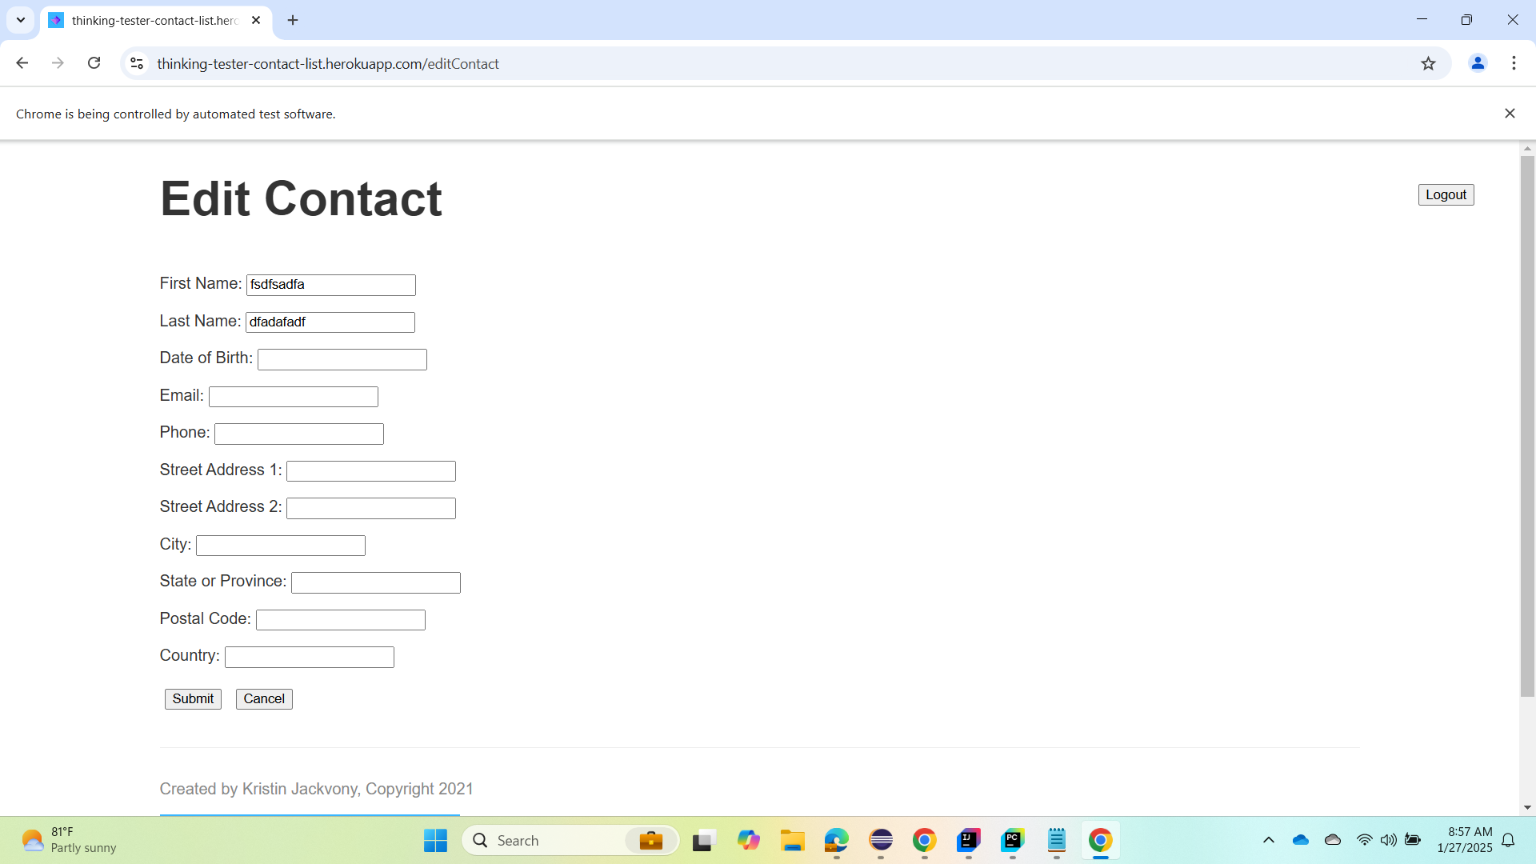 thinking-tester-contact-list.herc
thinking-tester-contact-list.herokuapp.com/editContact
Chrome is being controlled by automated test software.
Edit Contact
Logout
First Name: fsdfsadfa
Last Name: dfadafadf
Date of Birth:
Email:
Phone:
Street Address 1:
Street Address 2:
City:
State or Province:
Postal Code:
Country:
Submit Cancel
Created by Kristin Jackvony, Copyright 2021
81°F
Partly sunny
Search
IJ
PC
8:57 AM
1/27/2025